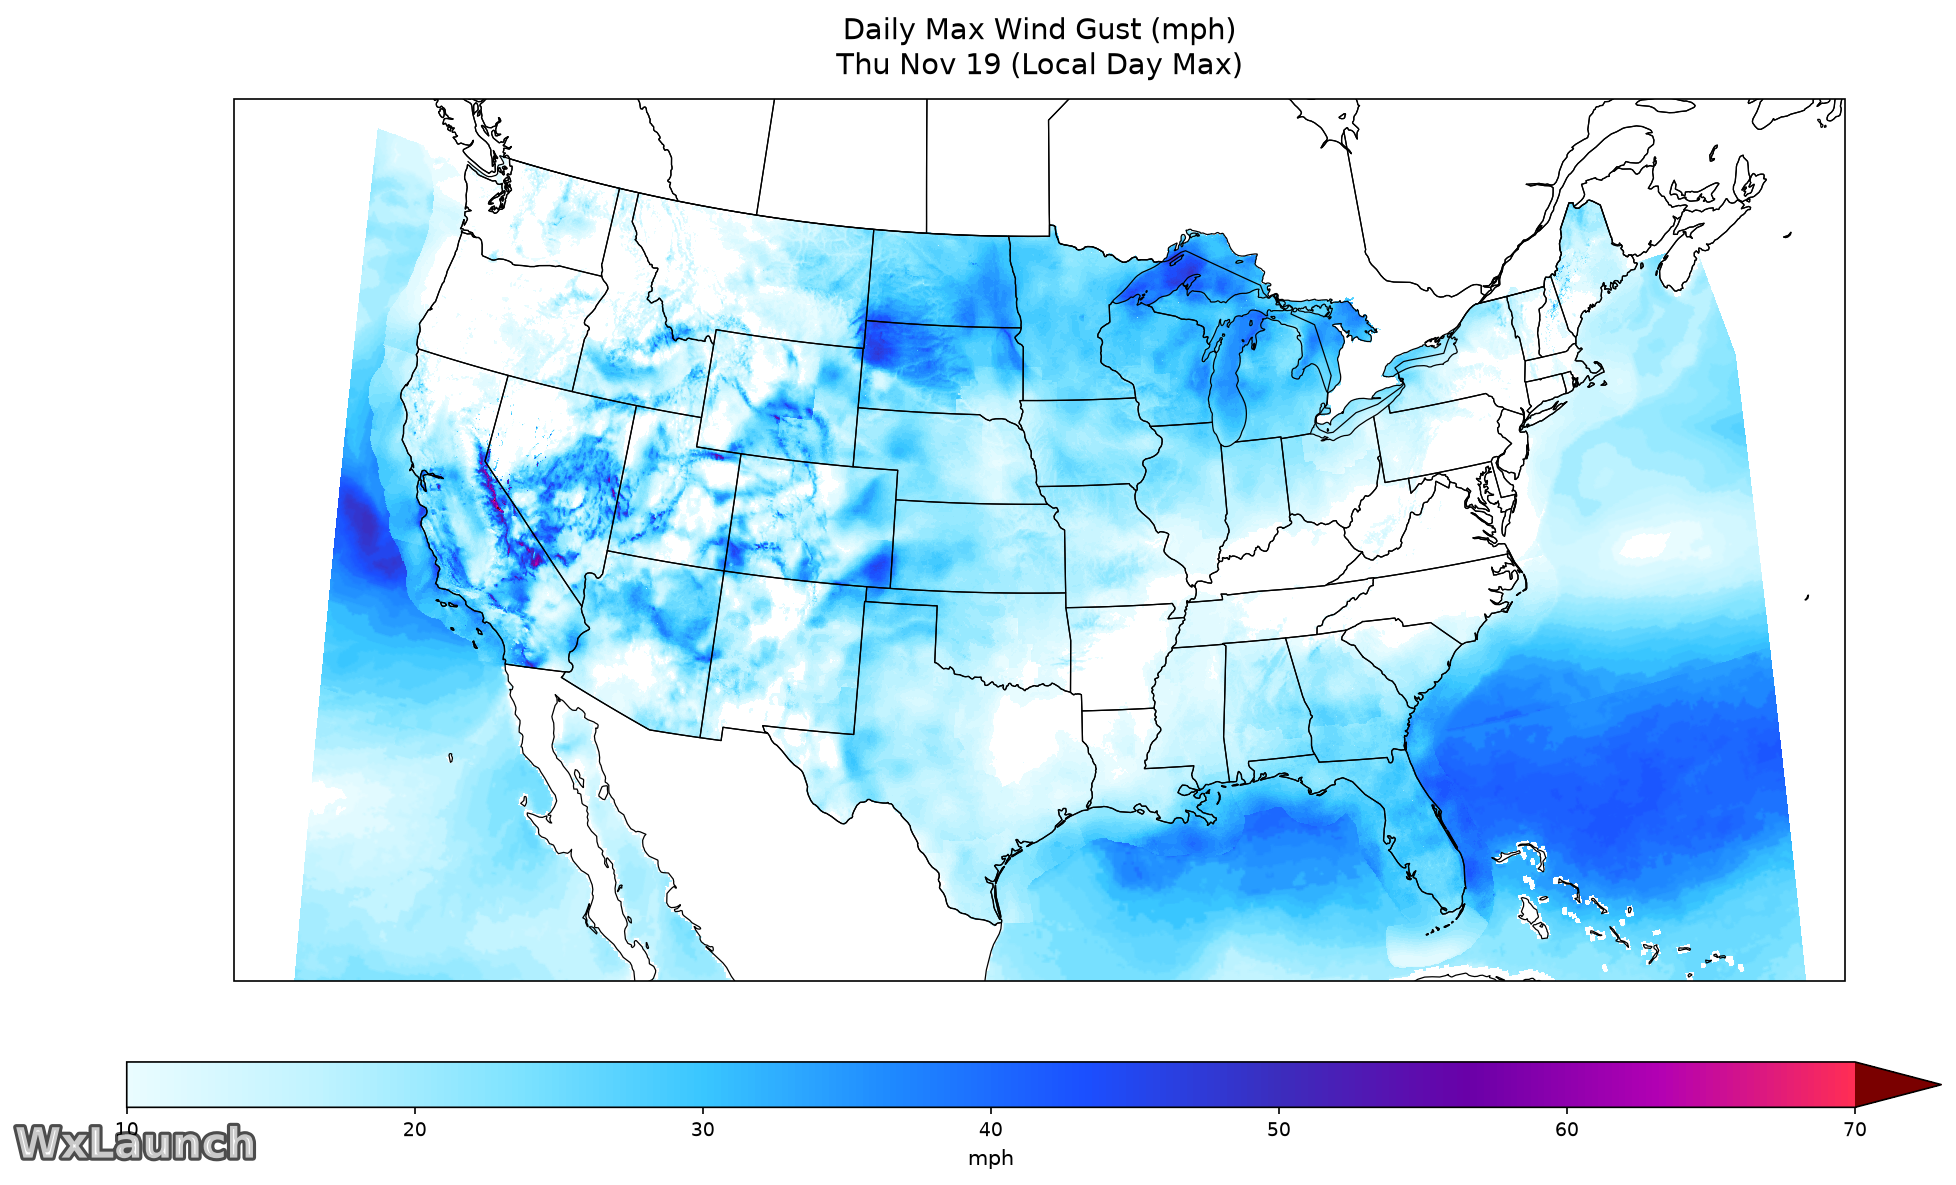 Daily Max Wind Gust (mph)
Thu Nov 19 (Local Day Max)
10 20 30 40 50 60 70
mph
WxLaunch